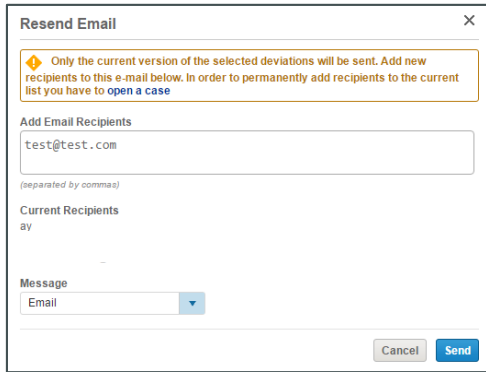 Resend Email
Only the current version of the selected deviations will be sent. Add new
recipients to this e-mail below. In order to permanently add recipients to the current
list you have to open a case
Add Email Recipients
test@test.com
(separated by commas)
Current Recipients
ay
Message
Email
Cancel Send